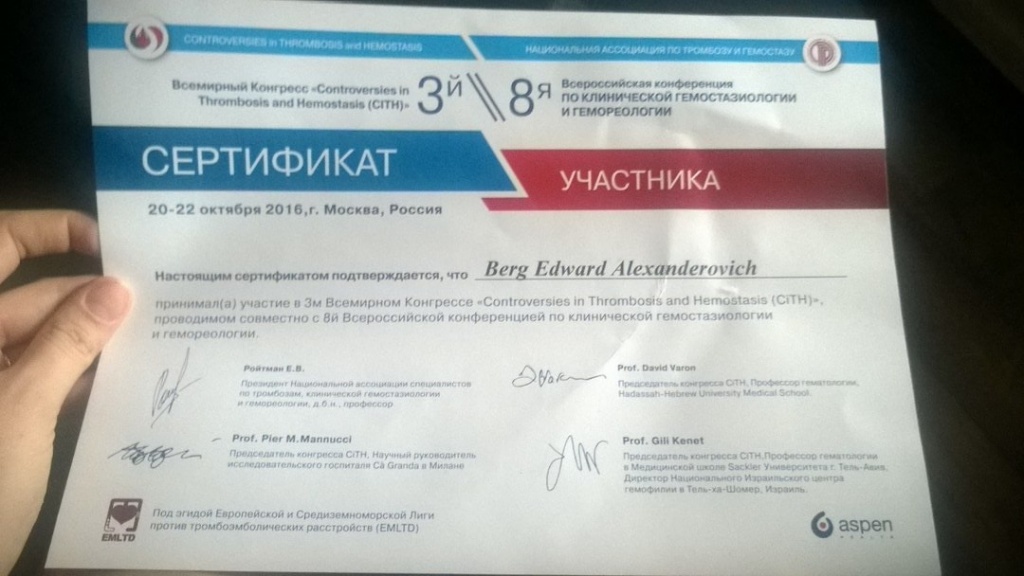 CONTROVERSIES in THROMBOSIS and HEMOSTASIS
НАЦИОНАЛЬНАЯ АССОЦИАЦИЯ ПО ТРОМБОЗУ И ГЕМОСТАЗУ
Всемирный Конгресс «Controversies in
Thrombosis and Hemostasis (CITH)»
3й
8я
Всероссийская конференция
ПО КЛИНИЧЕСКОЙ ГЕМОСТАЗИОЛОГИИ
И ГЕМОРЕОЛОГИИ
СЕРТИФИКАТ
УЧАСТНИКА
20-22 октября 2016,г. Москва, Россия
Настоящим сертификатом подтверждается, что Berg Edward Alexanderovich
принимал(а) участие в 3м Всемирном Конгрессе «Controversies in Thrombosis and Hemostasis (CiTH)»,
проводимом совместно с 8й Всероссийской конференцией по клинической гемостазиологии
и гемореологии.
Ройтман Е.В.
Президент Национальной ассоциации специалистов
по тромбозам, клинической гемостазиологии
и гемореологии, д.б.н., профессор
Prof. David Varon
Председатель конгресса CiTH, Профессор гематологии,
Hadassah-Hebrew University Medical School.
Prof. Pier M.Mannucci
Председатель конгресса CiTH, Научный руководитель
исследовательского госпиталя Cà Granda в Милане
Prof. Gili Kenet
Председатель конгресса CiTH,Профессор гематологии
в Медицинской школе Sackler Университета г. Тель-Авив,
Директор Национального Израильского центра
гемофилии в Тель-ха-Шомер, Израиль.
EMLTD
Под эгидой Европейской и Средиземноморской Лиги
против тромбоэмболических расстройств (EMLTD)
aspen